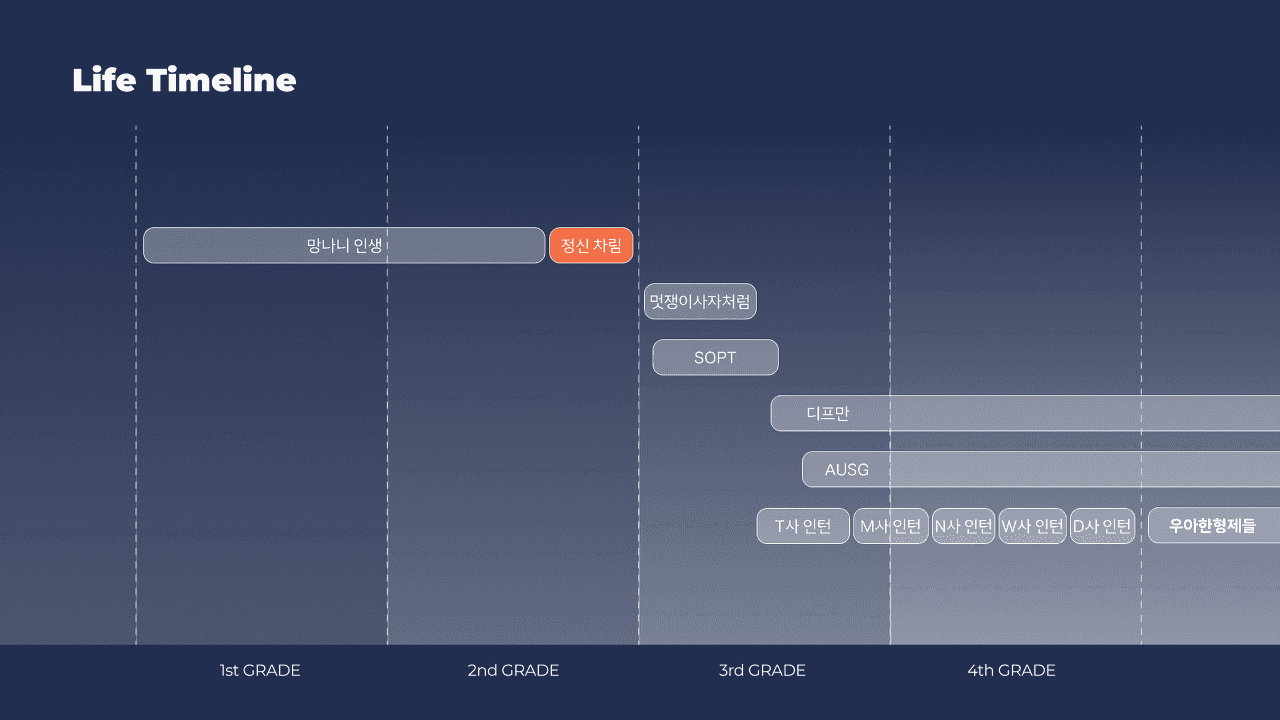 Life Timeline
망나니 인생
정신 차림
멋쟁이사자처럼
SOPT
디프만
AUSG
T사 인턴
M사 인턴
N사 인턴
W사 인턴
D사 인턴
우아한형제들
1st GRADE
2nd GRADE
3rd GRADE
4th GRADE